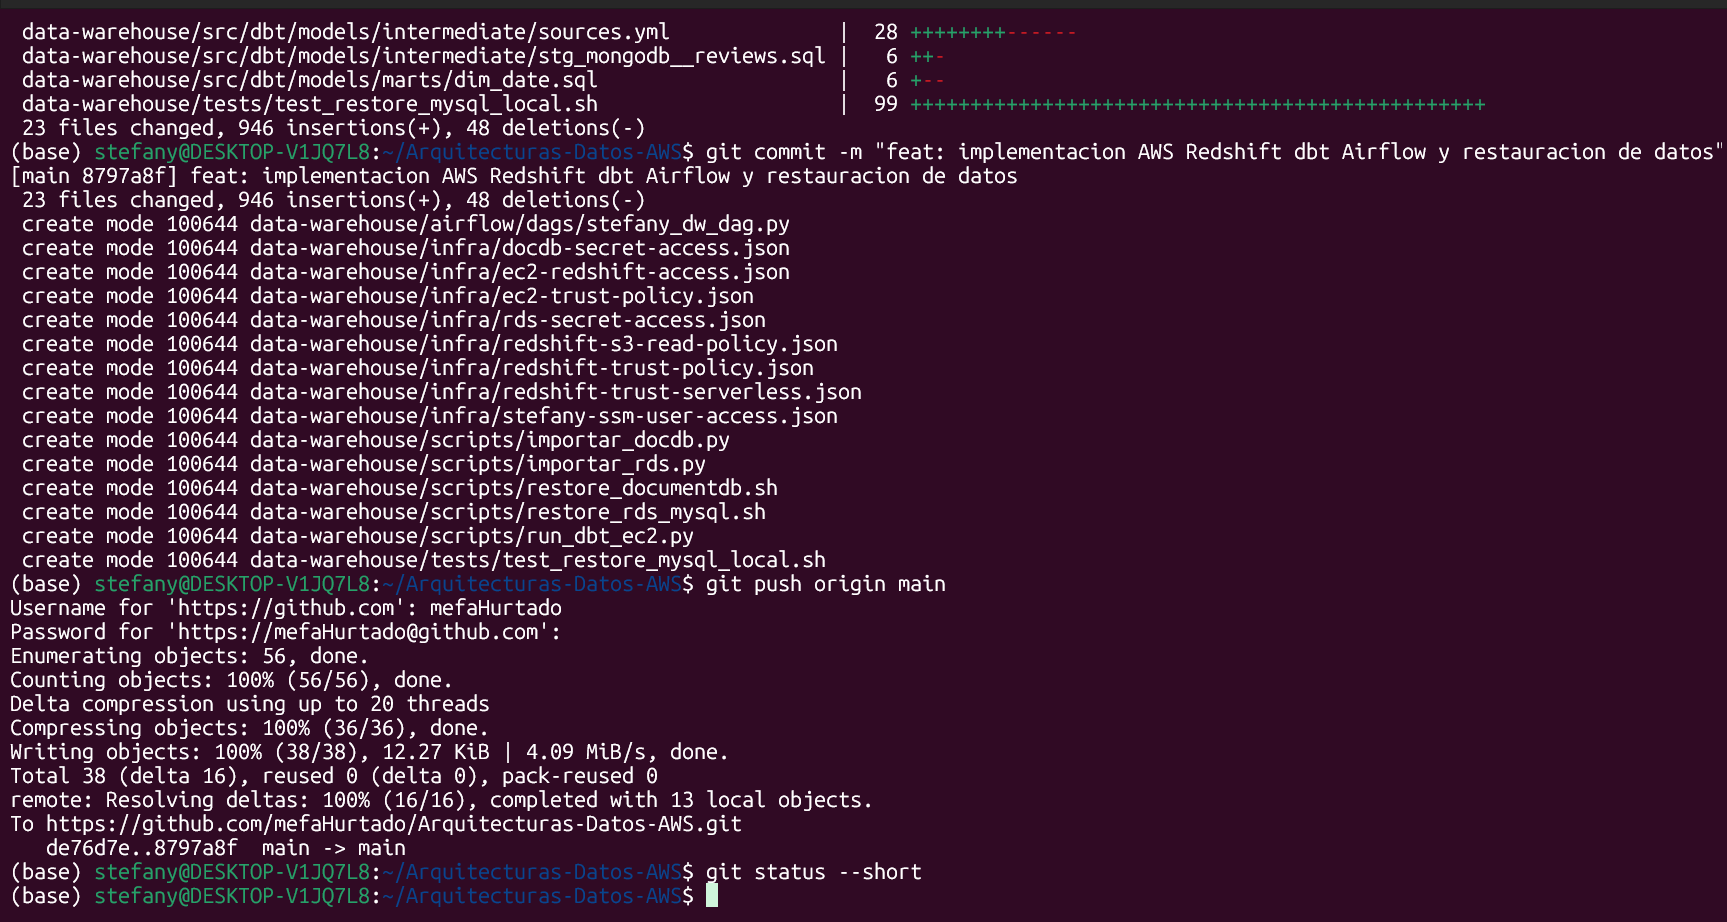 data-warehouse/src/dbt/models/intermediate/sources.yml | 28 ++++++++------
data-warehouse/src/dbt/models/intermediate/stg_mongodb__reviews.sql | 6 ++-
data-warehouse/src/dbt/models/marts/dim_date.sql | 6 +--
data-warehouse/tests/test_restore_mysql_local.sh | 99 ++++++++++++++++++++++++++++++++++++++++++++++++
23 files changed, 946 insertions(+), 48 deletions(-)
(base) stefany@DESKTOP-V1JQ7L8:~/Arquitecturas-Datos-AWS$ git commit -m "feat: implementacion AWS Redshift dbt Airflow y restauracion de datos"
[main 8797a8f] feat: implementacion AWS Redshift dbt Airflow y restauracion de datos
23 files changed, 946 insertions(+), 48 deletions(-)
create mode 100644 data-warehouse/airflow/dags/stefany_dw_dag.py
create mode 100644 data-warehouse/infra/docdb-secret-access.json
create mode 100644 data-warehouse/infra/ec2-redshift-access.json
create mode 100644 data-warehouse/infra/ec2-trust-policy.json
create mode 100644 data-warehouse/infra/rds-secret-access.json
create mode 100644 data-warehouse/infra/redshift-s3-read-policy.json
create mode 100644 data-warehouse/infra/redshift-trust-policy.json
create mode 100644 data-warehouse/infra/redshift-trust-serverless.json
create mode 100644 data-warehouse/infra/stefany-ssm-user-access.json
create mode 100644 data-warehouse/scripts/importar_docdb.py
create mode 100644 data-warehouse/scripts/importar_rds.py
create mode 100644 data-warehouse/scripts/restore_documentdb.sh
create mode 100644 data-warehouse/scripts/restore_rds_mysql.sh
create mode 100644 data-warehouse/scripts/run_dbt_ec2.py
create mode 100644 data-warehouse/tests/test_restore_mysql_local.sh
(base) stefany@DESKTOP-V1JQ7L8:~/Arquitecturas-Datos-AWS$ git push origin main
Username for 'https://github.com': mefaHurtado
Password for 'https://mefaHurtado@github.com':
Enumerating objects: 56, done.
Counting objects: 100% (56/56), done.
Delta compression using up to 20 threads
Compressing objects: 100% (36/36), done.
Writing objects: 100% (38/38), 12.27 KiB | 4.09 MiB/s, done.
Total 38 (delta 16), reused 0 (delta 0), pack-reused 0
remote: Resolving deltas: 100% (16/16), completed with 13 local objects.
To https://github.com/mefaHurtado/Arquitecturas-Datos-AWS.git
de76d7e..8797a8f main -> main
(base) stefany@DESKTOP-V1JQ7L8:~/Arquitecturas-Datos-AWS$ git status --short
(base) stefany@DESKTOP-V1JQ7L8:~/Arquitecturas-Datos-AWS$